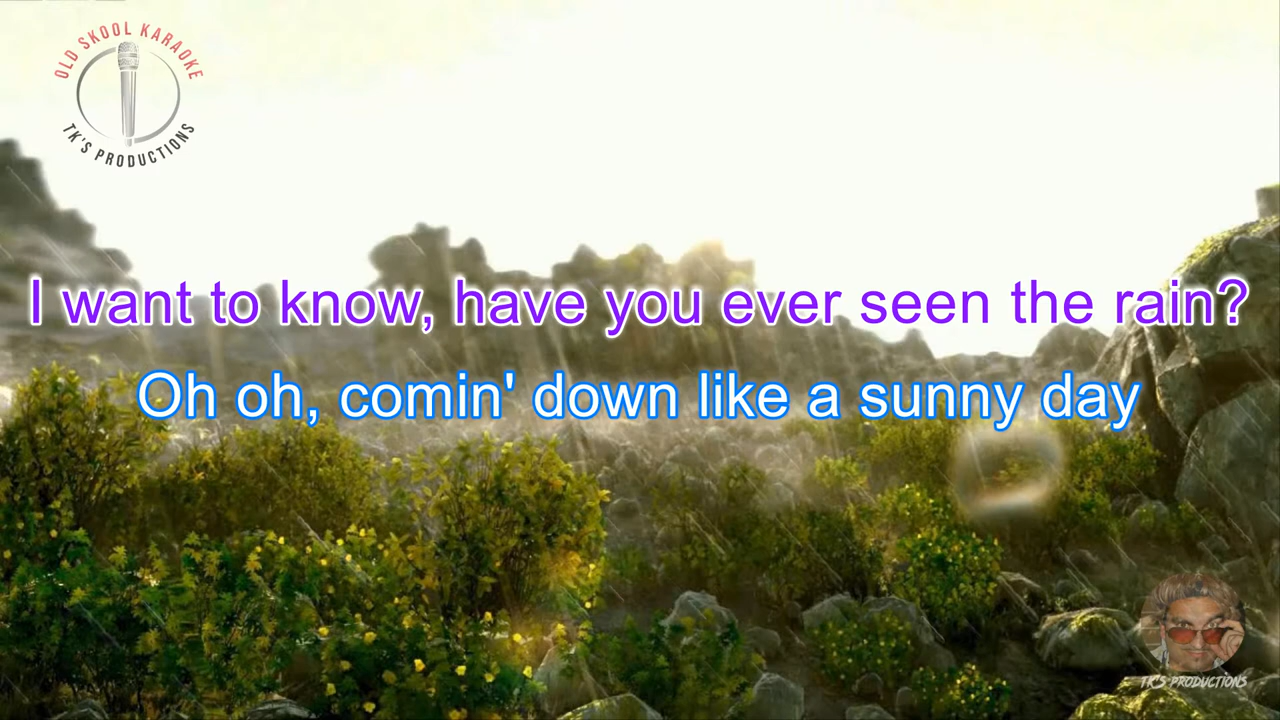 OLD SKOOL KARAOKE
TK'S PRODUCTIONS
I want to know, have you ever seen the rain?
Oh oh, comin' down like a sunny day
TK'S PRODUCTIONS